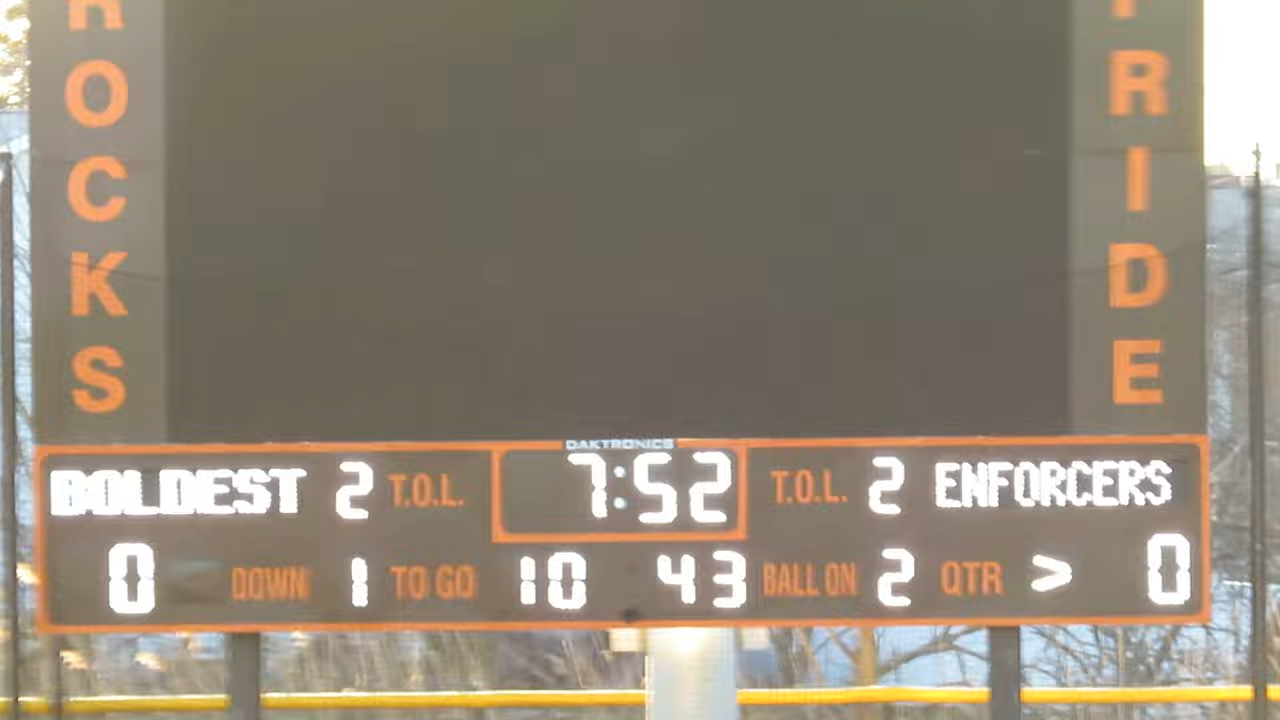 ROCKS
RIDE
DAKTRONICS
BOLDEST 2 T.O.L. 7:52 T.O.L. 2 ENFORCERS
0 DOWN 1 TO GO 10 43 BALL ON 2 QTR > 0